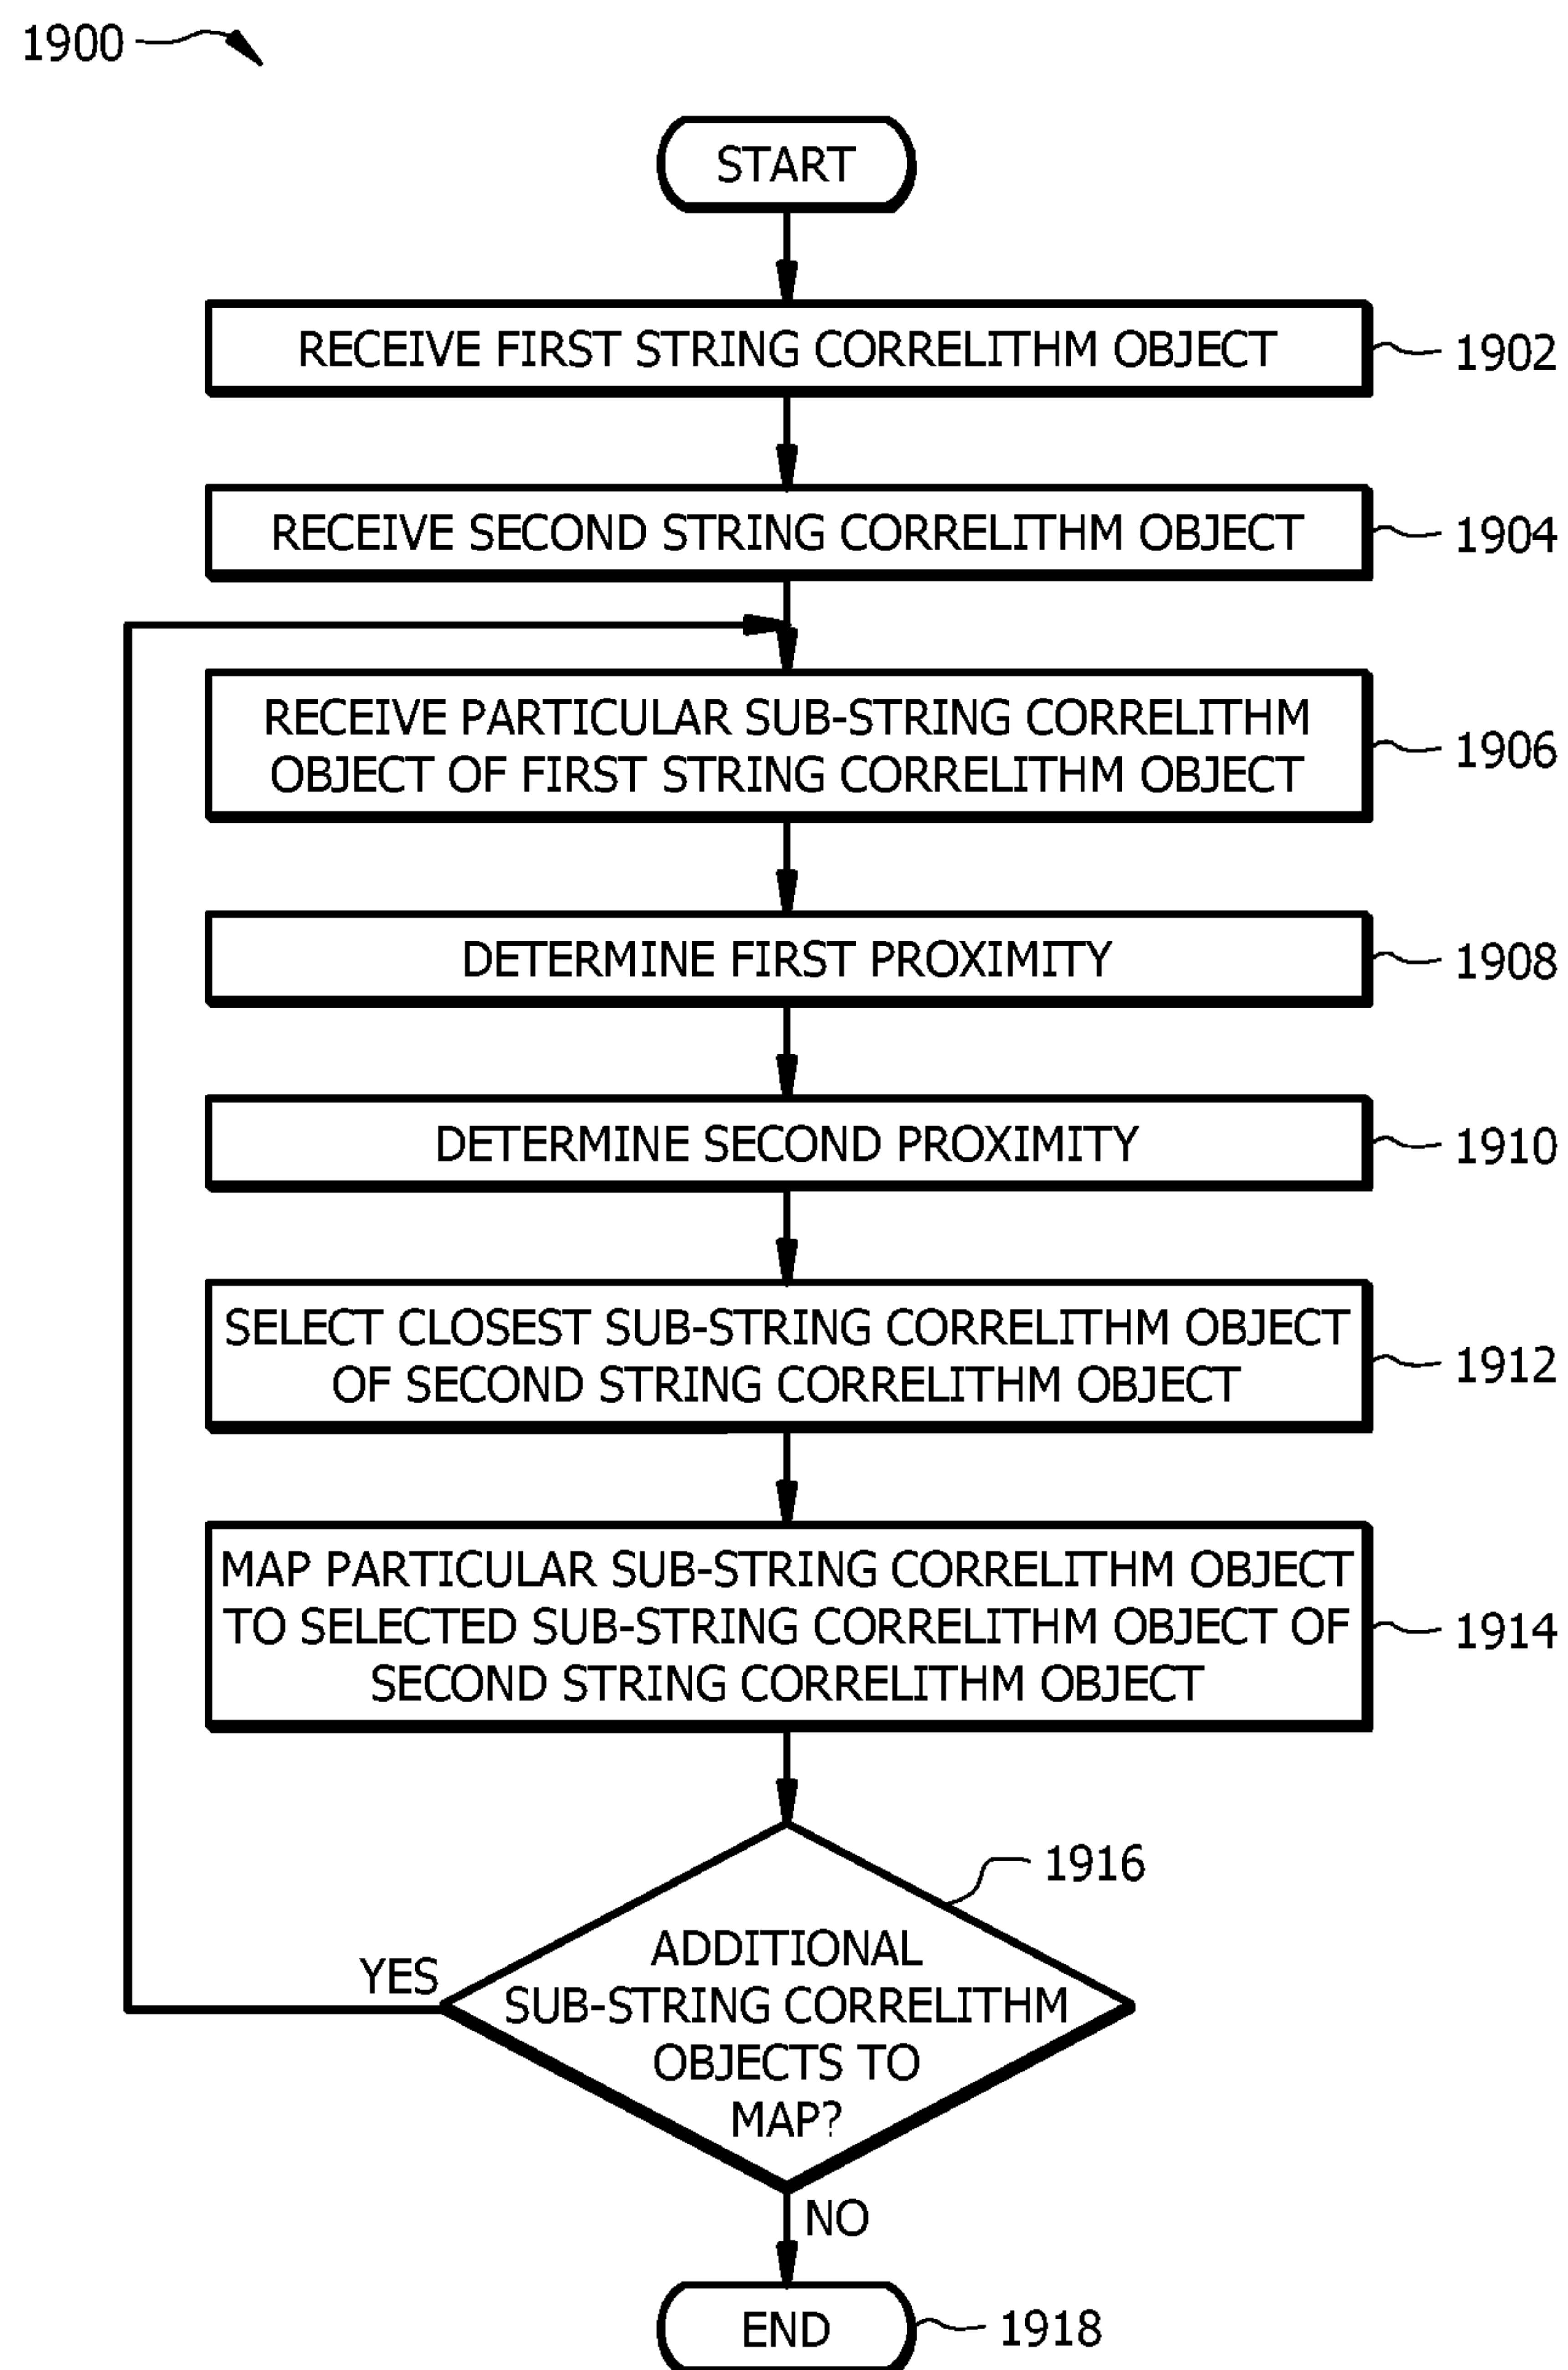 1900
START
RECEIVE FIRST STRING CORRELITHM OBJECT
1902
RECEIVE SECOND STRING CORRELITHM OBJECT
1904
RECEIVE PARTICULAR SUB-STRING CORRELITHM
OBJECT OF FIRST STRING CORRELITHM OBJECT
1906
DETERMINE FIRST PROXIMITY
1908
DETERMINE SECOND PROXIMITY
1910
SELECT CLOSEST SUB-STRING CORRELITHM OBJECT
OF SECOND STRING CORRELITHM OBJECT
1912
MAP PARTICULAR SUB-STRING CORRELITHM OBJECT
TO SELECTED SUB-STRING CORRELITHM OBJECT OF
SECOND STRING CORRELITHM OBJECT
1914
1916
ADDITIONAL
SUB-STRING CORRELITHM
OBJECTS TO
MAP?
YES
NO
END
1918